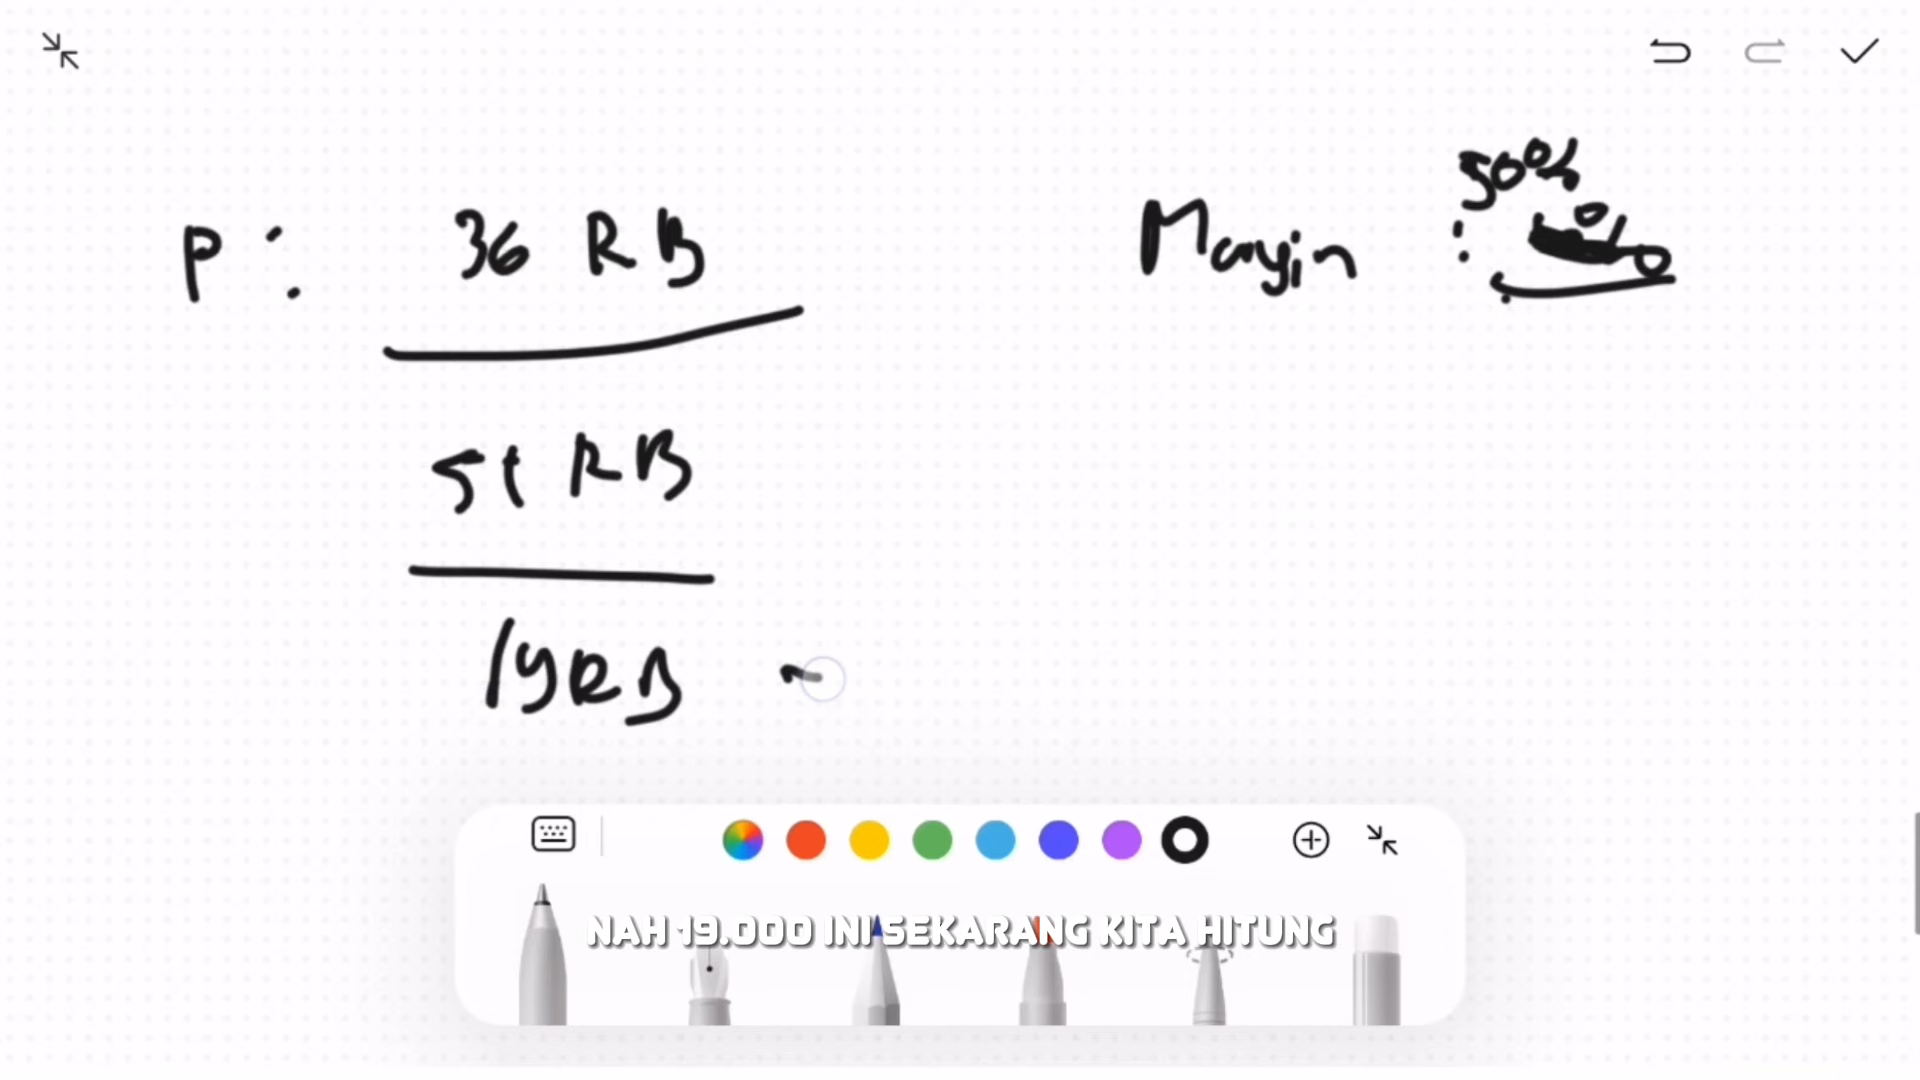 P : 36 RB
Margin : 50%
51 RB
19 RB
NAH 19.000 INI SEKARANG KITA HITUNG